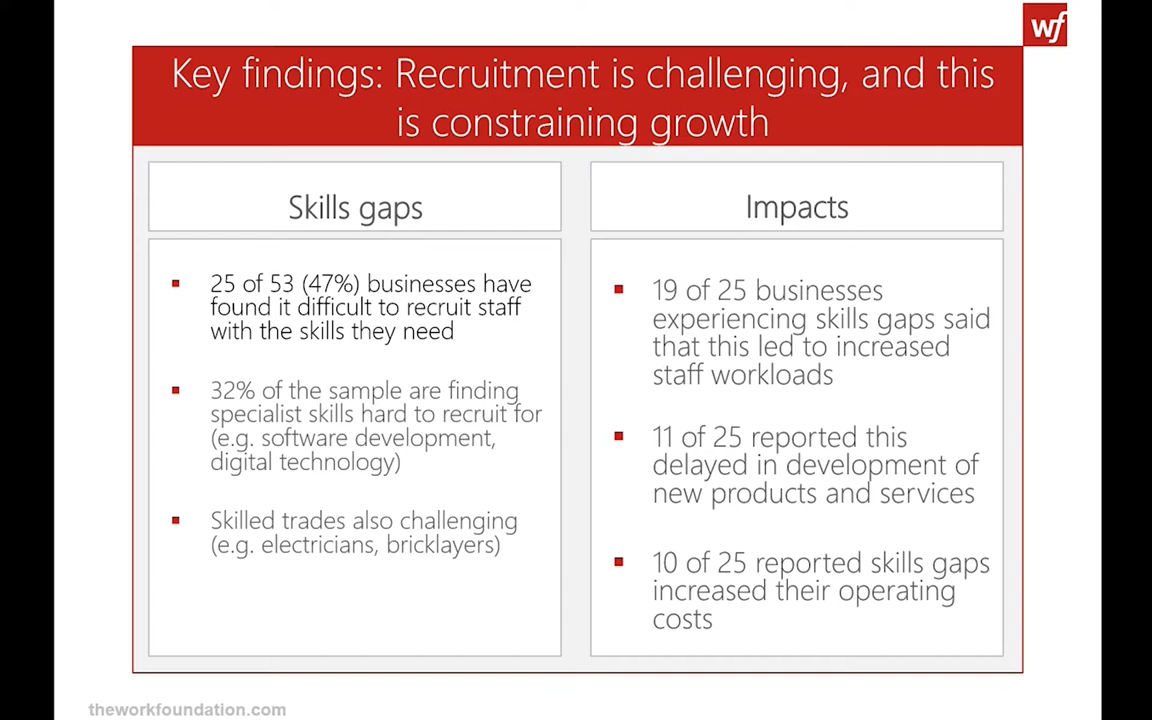 wf
Key findings: Recruitment is challenging, and this
is constraining growth
Skills gaps
25 of 53 (47%) businesses have
found it difficult to recruit staff
with the skills they need
32% of the sample are finding
specialist skills hard to recruit for
(e.g. software development,
digital technology)
Skilled trades also challenging
(e.g. electricians, bricklayers)
Impacts
19 of 25 businesses
experiencing skills gaps said
that this led to increased
staff workloads
11 of 25 reported this
delayed in development of
new products and services
10 of 25 reported skills gaps
increased their operating
costs
theworkfoundation.com